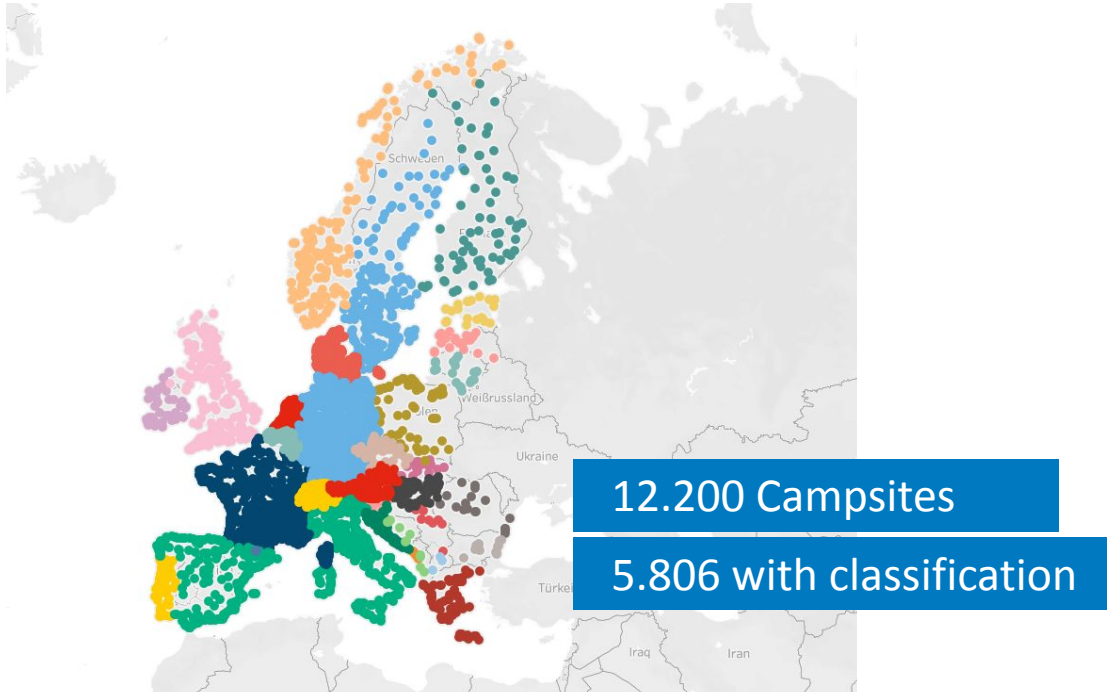 Schweden
Weißrussland
Ukraine
12.200 Campsites
5.806 with classification
Türkei
Iraq
Iran